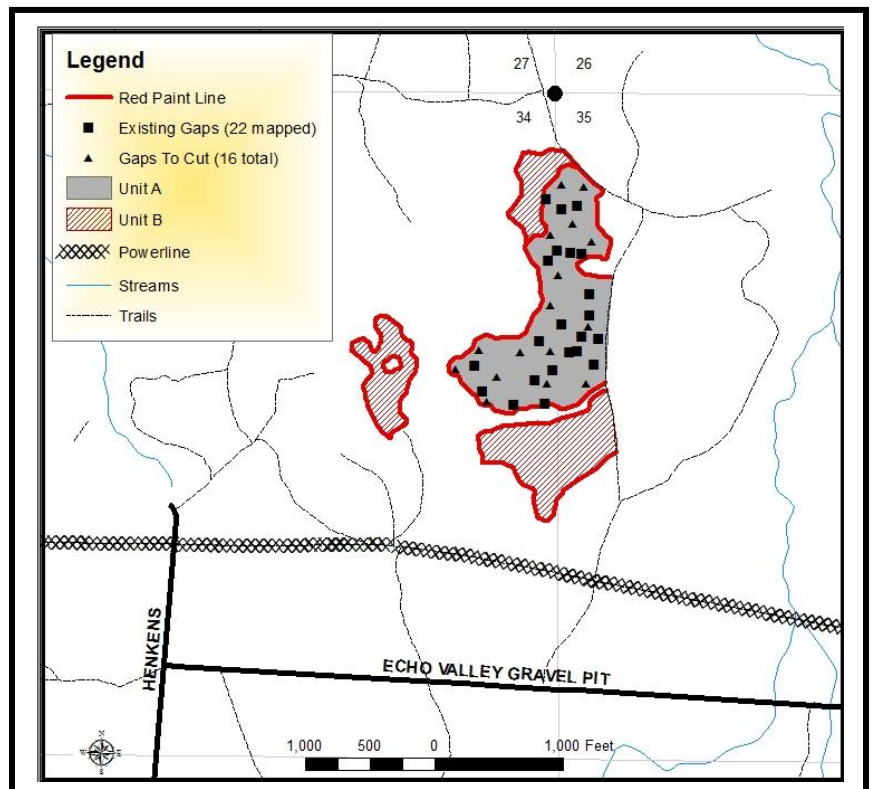 Legend
Red Paint Line
Existing Gaps (22 mapped)
Gaps To Cut (16 total)
Unit A
Unit B
Powerline
Streams
Trails
27 26
34 35
HENKENS
ECHO VALLEY GRAVEL PIT
N
W E
S
1,000 500 0 1,000 Feet